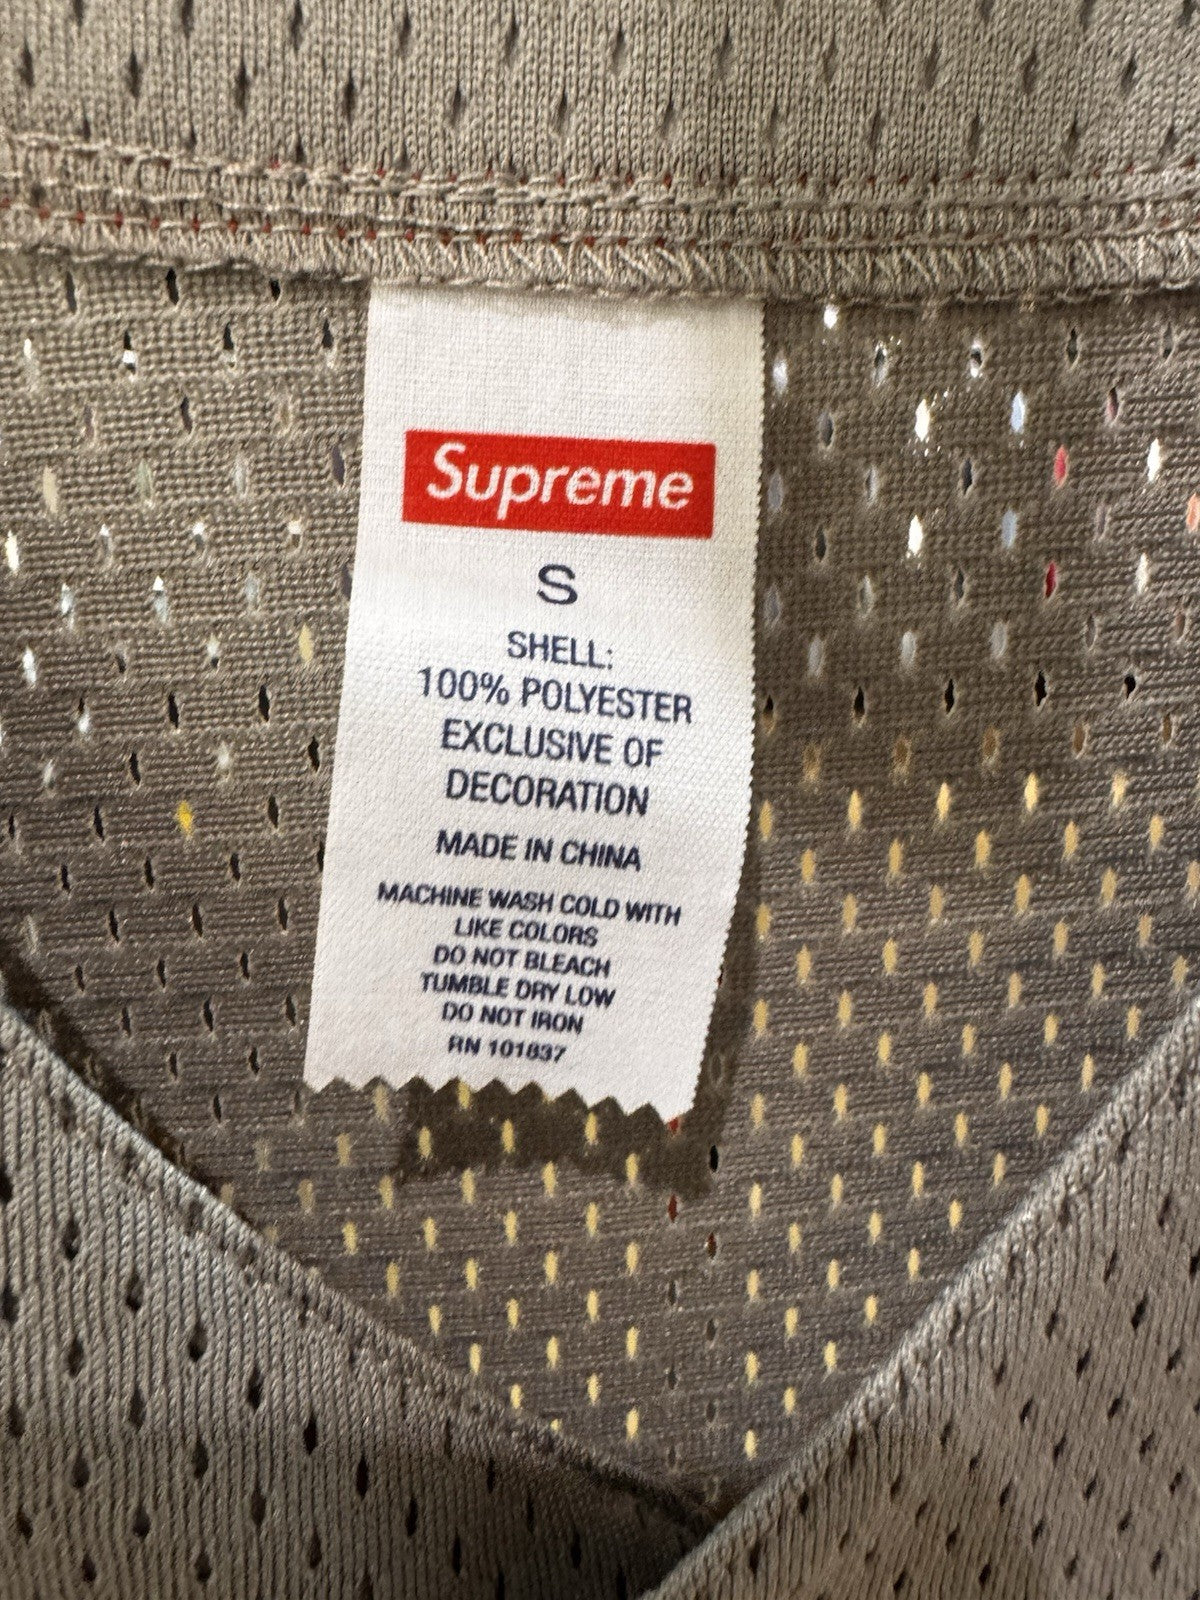 Supreme
S
SHELL:
100% POLYESTER
EXCLUSIVE OF
DECORATION
MADE IN CHINA
MACHINE WASH COLD WITH
LIKE COLORS
DO NOT BLEACH
TUMBLE DRY LOW
DO NOT IRON
RN 101837